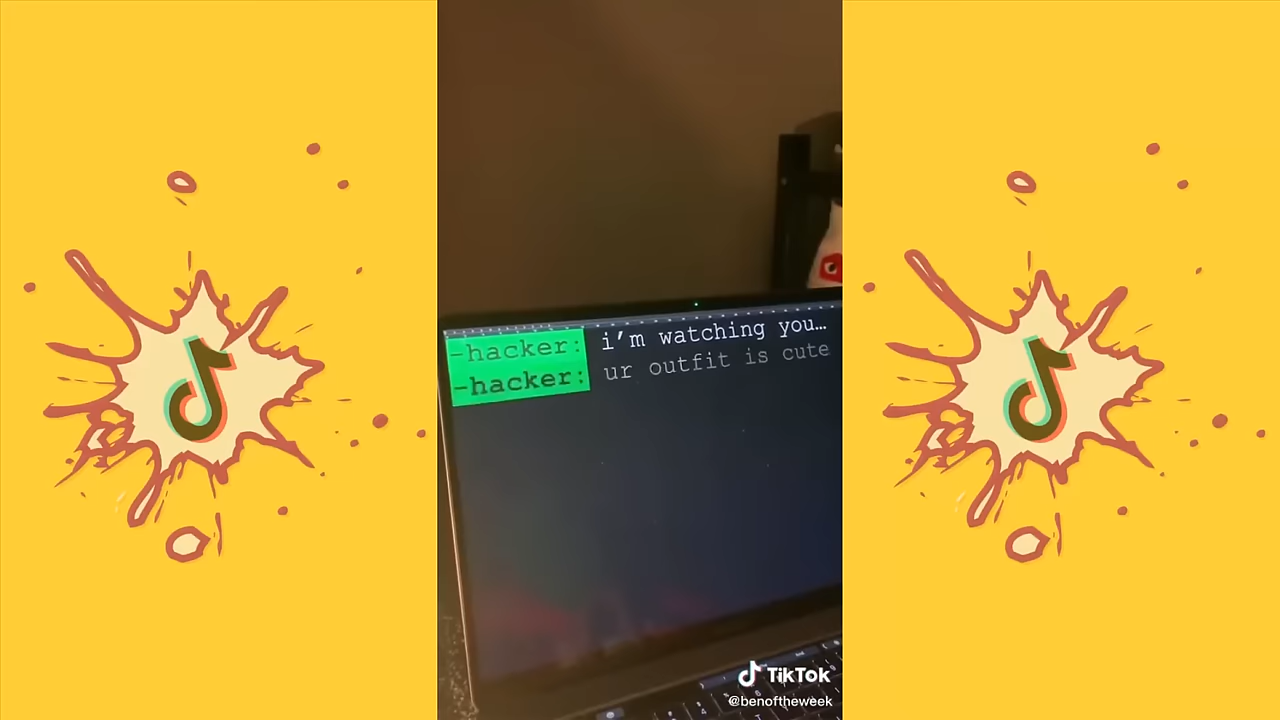 -hacker: i’m watching you…
-hacker: ur outfit is cute
TikTok
@benoftheweek